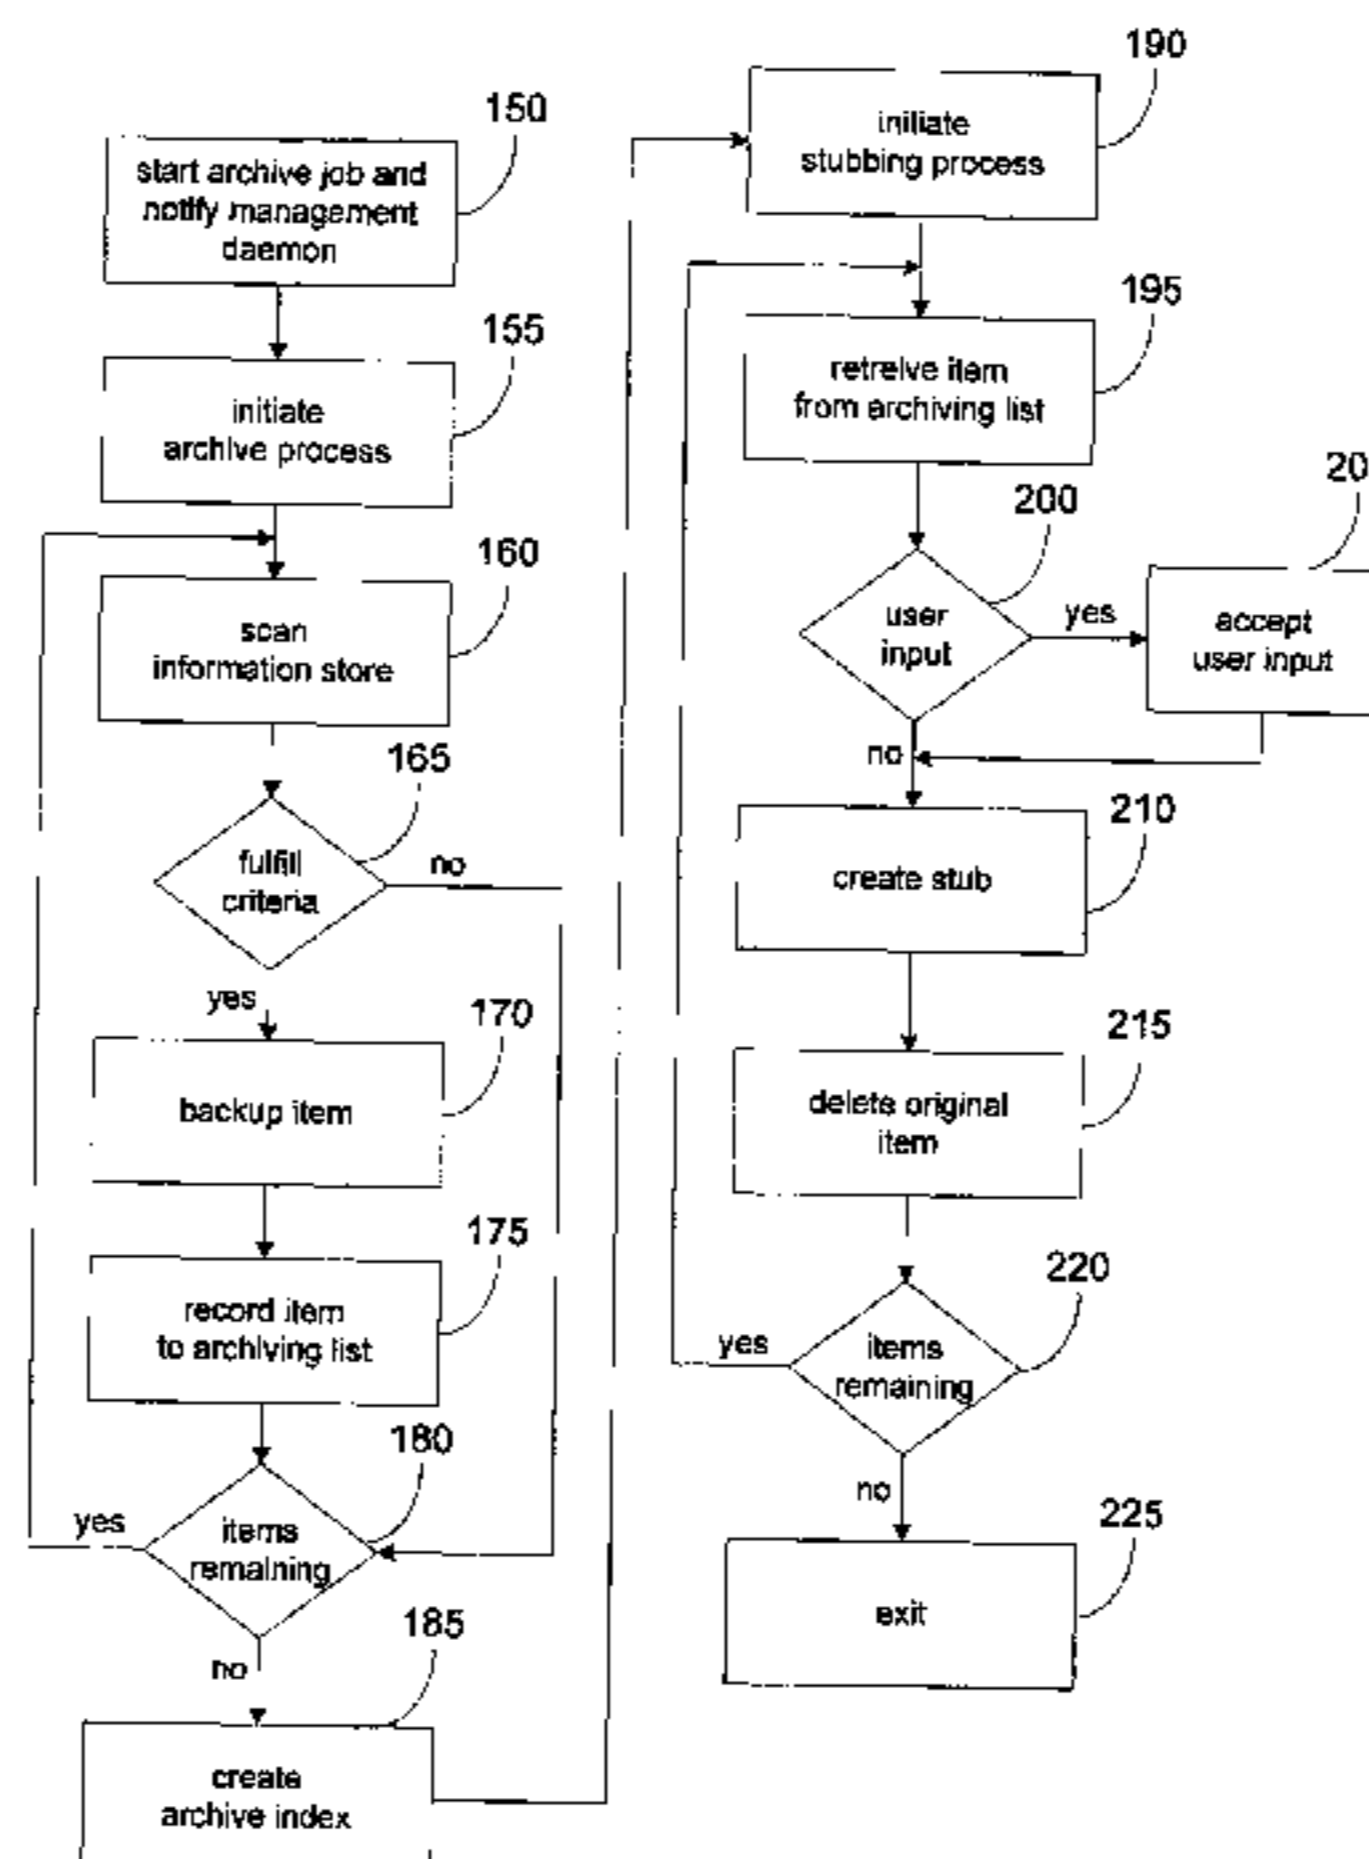 150
start archive job and
notify management
daemon
155
initiate
archive process
160
scan
information store
165
fulfill
criteria
no
yes
170
backup item
175
record item
to archiving list
180
items
remaining
yes
no
185
create
archive index
190
initiate
stubbing process
195
retreive item
from archiving list
200
user
input
yes
20
accept
user input
no
210
create stub
215
delete original
item
220
items
remaining
yes
no
225
exit